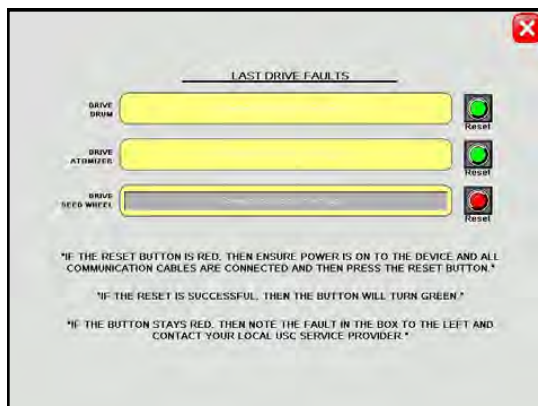 LAST DRIVE FAULTS
DRIVE
DRUM
Reset
DRIVE
ATOMIZER
Reset
DRIVE
SEED WHEEL
Reset
"IF THE RESET BUTTON IS RED, THEN ENSURE POWER IS ON TO THE DEVICE AND ALL
COMMUNICATION CABLES ARE CONNECTED AND THEN PRESS THE RESET BUTTON."
"IF THE RESET IS SUCCESSFUL, THEN THE BUTTON WILL TURN GREEN."
"IF THE BUTTON STAYS RED, THEN NOTE THE FAULT IN THE BOX TO THE LEFT AND
CONTACT YOUR LOCAL USC SERVICE PROVIDER."